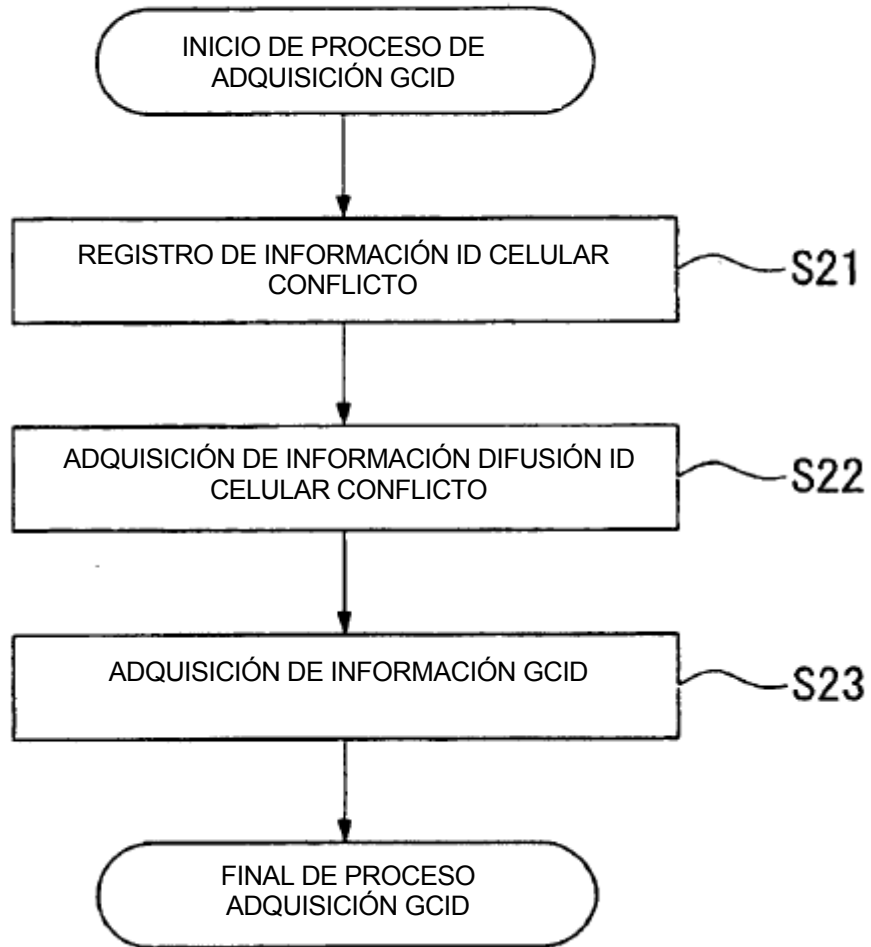 INICIO DE PROCESO DE
ADQUISICIÓN GCID
REGISTRO DE INFORMACIÓN ID CELULAR
CONFLICTO
S21
ADQUISICIÓN DE INFORMACIÓN DIFUSIÓN ID
CELULAR CONFLICTO
S22
ADQUISICIÓN DE INFORMACIÓN GCID
S23
FINAL DE PROCESO
ADQUISICIÓN GCID